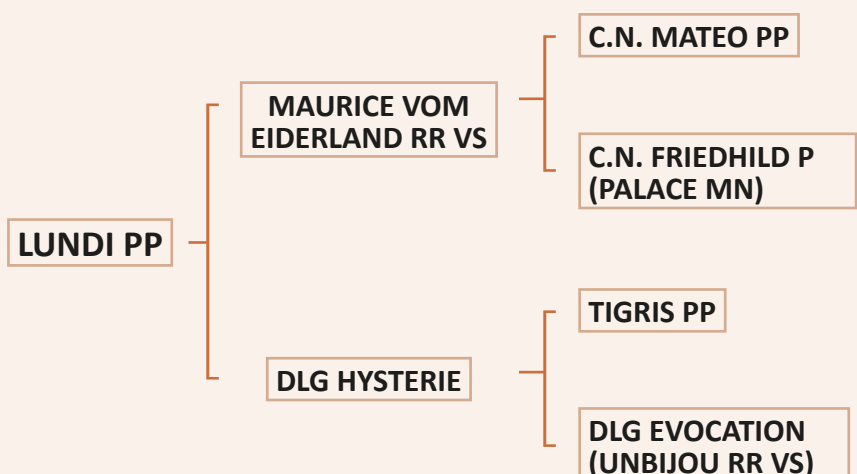 C.N. MATEO PP
MAURICE VOM
EIDERLAND RR VS
C.N. FRIEDHILD P
(PALACE MN)
LUNDI PP
TIGRIS PP
DLG HYSTERIE
DLG EVOCATION
(UNBIJOU RR VS)